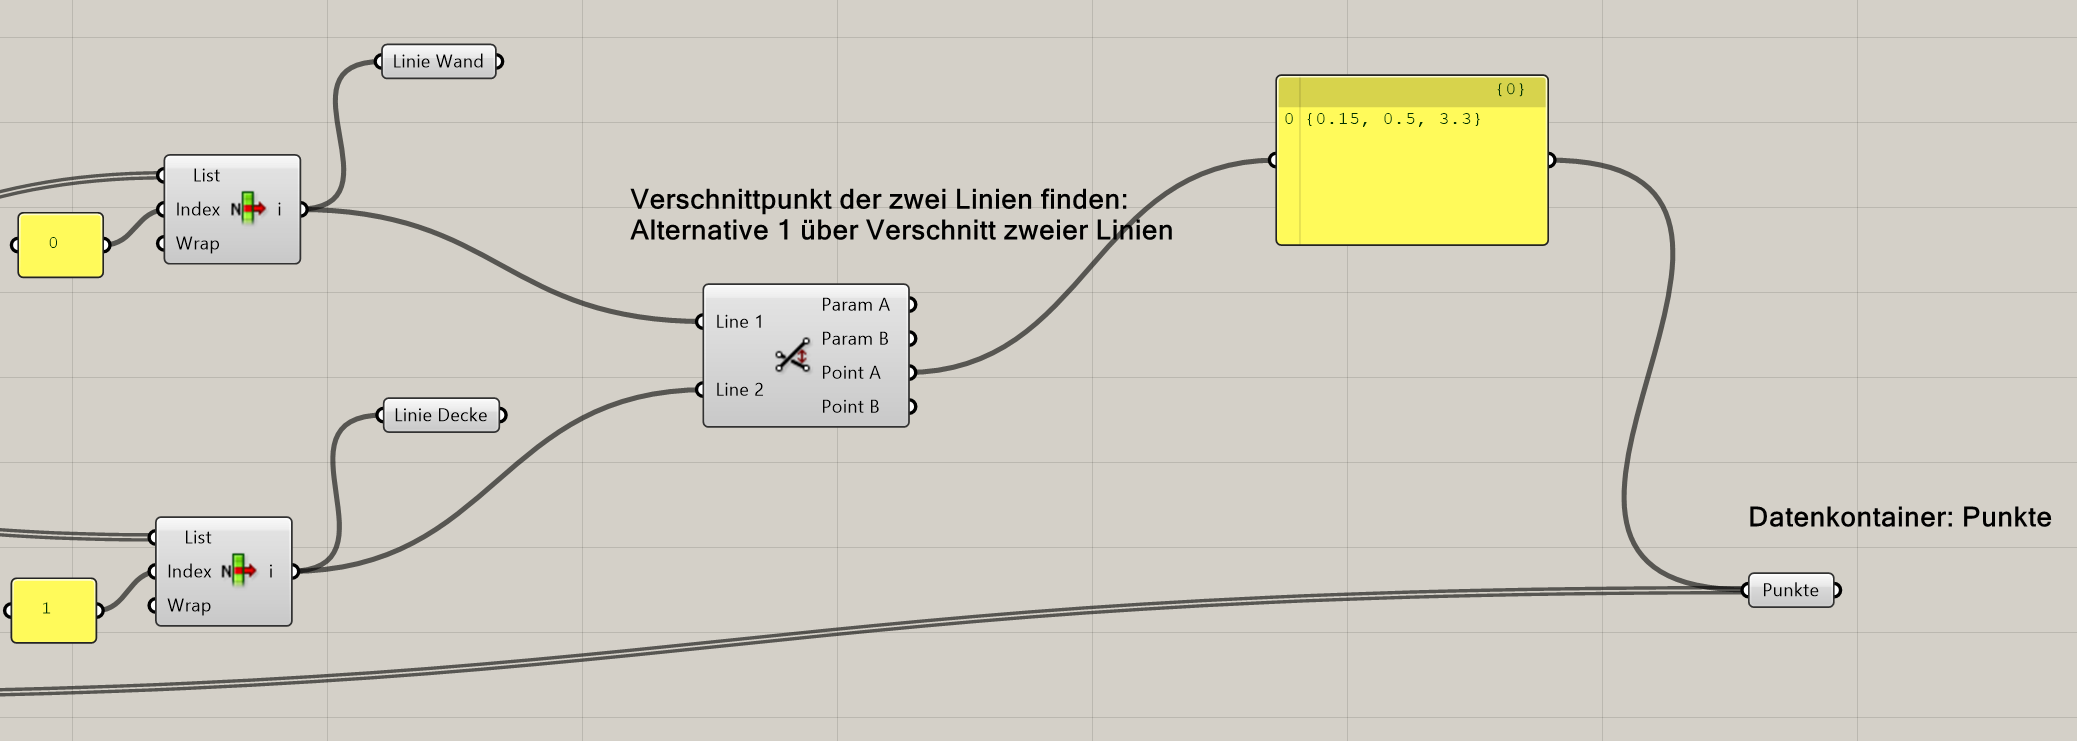 Linie Wand
{0}
0 {0.15, 0.5, 3.3}
List
Index N i
Wrap
0
Verschnittpunkt der zwei Linien finden:
Alternative 1 über Verschnitt zweier Linien
Param A
Line 1
Param B
Point A
Line 2
Point B
Linie Decke
List
Index N i
Wrap
1
Datenkontainer: Punkte
Punkte